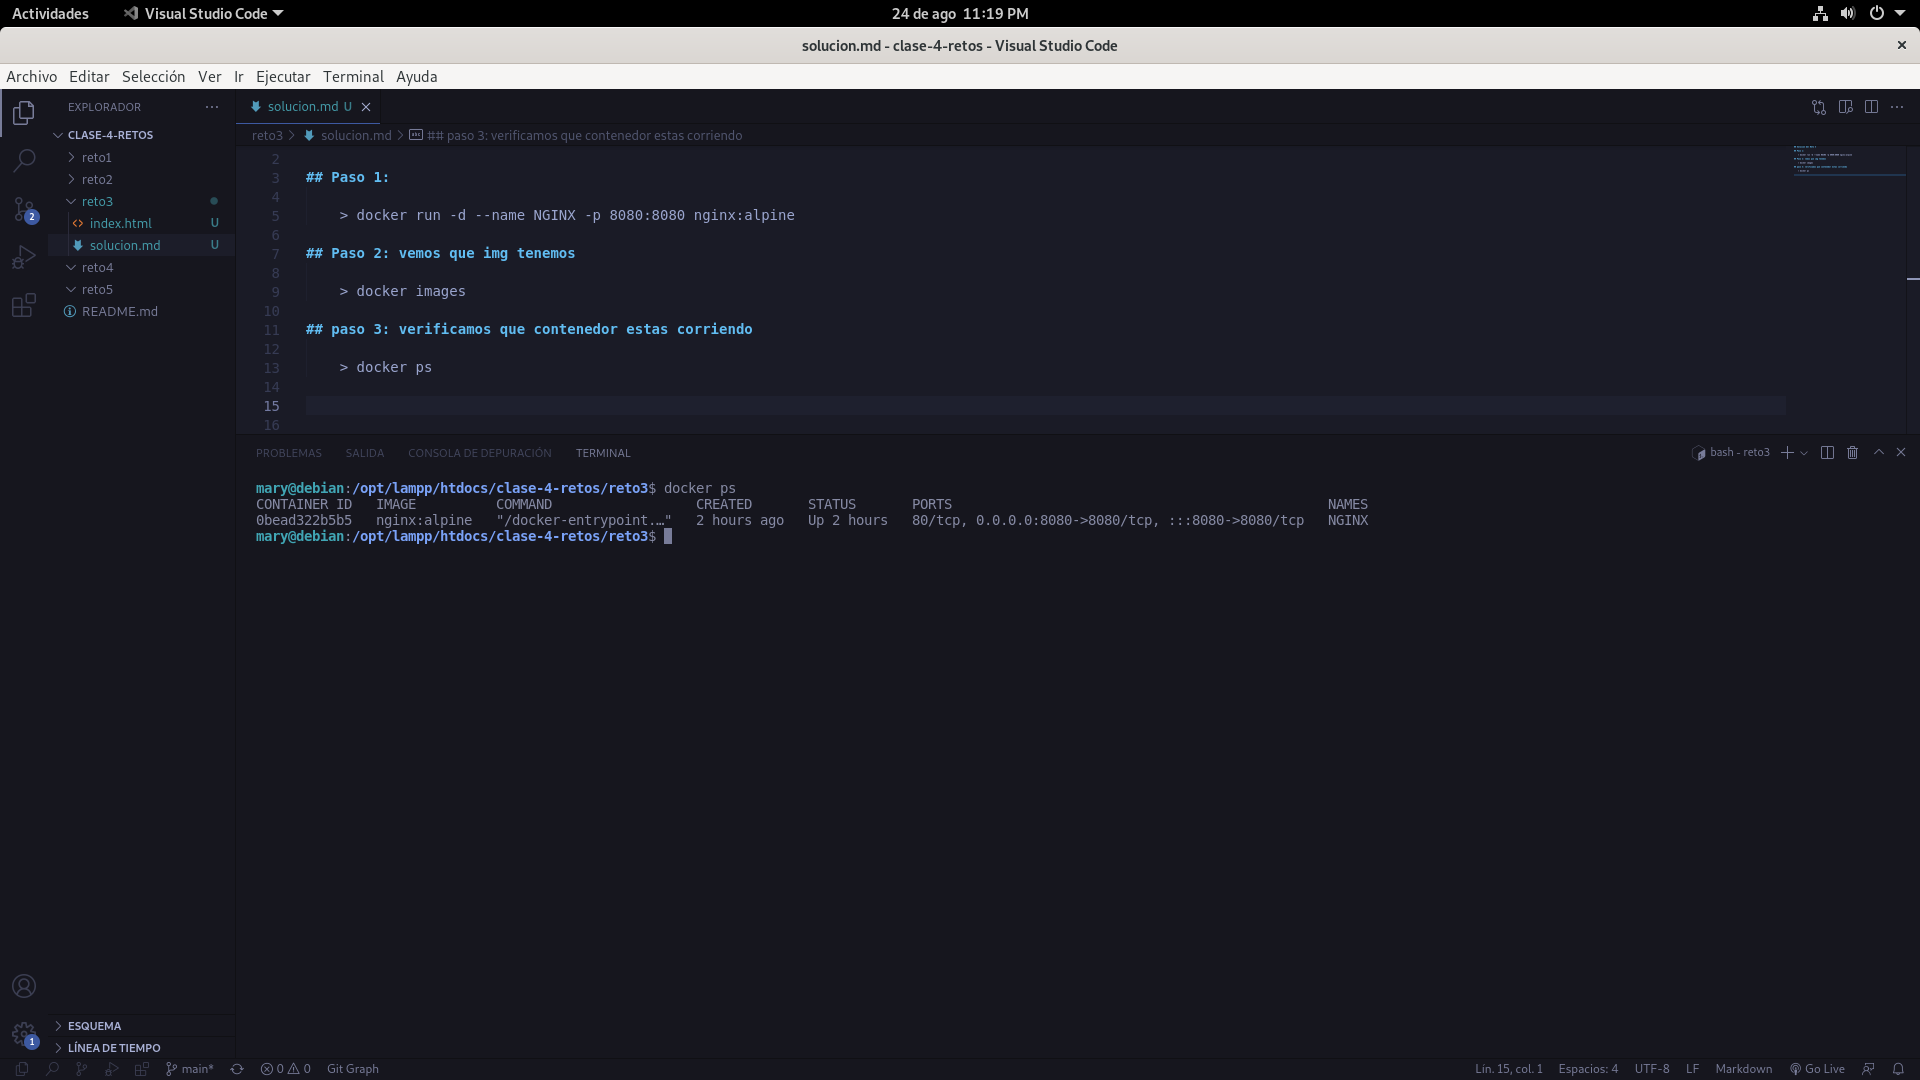 Actividades Visual Studio Code 24 de ago 11:19 PM
solucion.md - clase-4-retos - Visual Studio Code
Archivo Editar Selección Ver Ir Ejecutar Terminal Ayuda
EXPLORADOR
CLASE-4-RETOS
reto1
reto2
reto3
index.html U
solucion.md U
reto4
reto5
README.md
2
ESQUEMA
LÍNEA DE TIEMPO
1
solucion.md U
reto3 > solucion.md > ## paso 3: verificamos que contenedor estas corriendo
2
3 ## Paso 1:
4
5 > docker run -d --name NGINX -p 8080:8080 nginx:alpine
6
7 ## Paso 2: vemos que img tenemos
8
9 > docker images
10
11 ## paso 3: verificamos que contenedor estas corriendo
12
13 > docker ps
14
15
16
PROBLEMAS SALIDA CONSOLA DE DEPURACIÓN TERMINAL bash - reto3
mary@debian:/opt/lampp/htdocs/clase-4-retos/reto3$ docker ps
CONTAINER ID IMAGE COMMAND CREATED STATUS PORTS NAMES
0bead322b5b5 nginx:alpine "/docker-entrypoint.…" 2 hours ago Up 2 hours 80/tcp, 0.0.0.0:8080->8080/tcp, :::8080->8080/tcp NGINX
mary@debian:/opt/lampp/htdocs/clase-4-retos/reto3$
main* 0 0 Git Graph Lín. 15, col. 1 Espacios: 4 UTF-8 LF Markdown Go Live